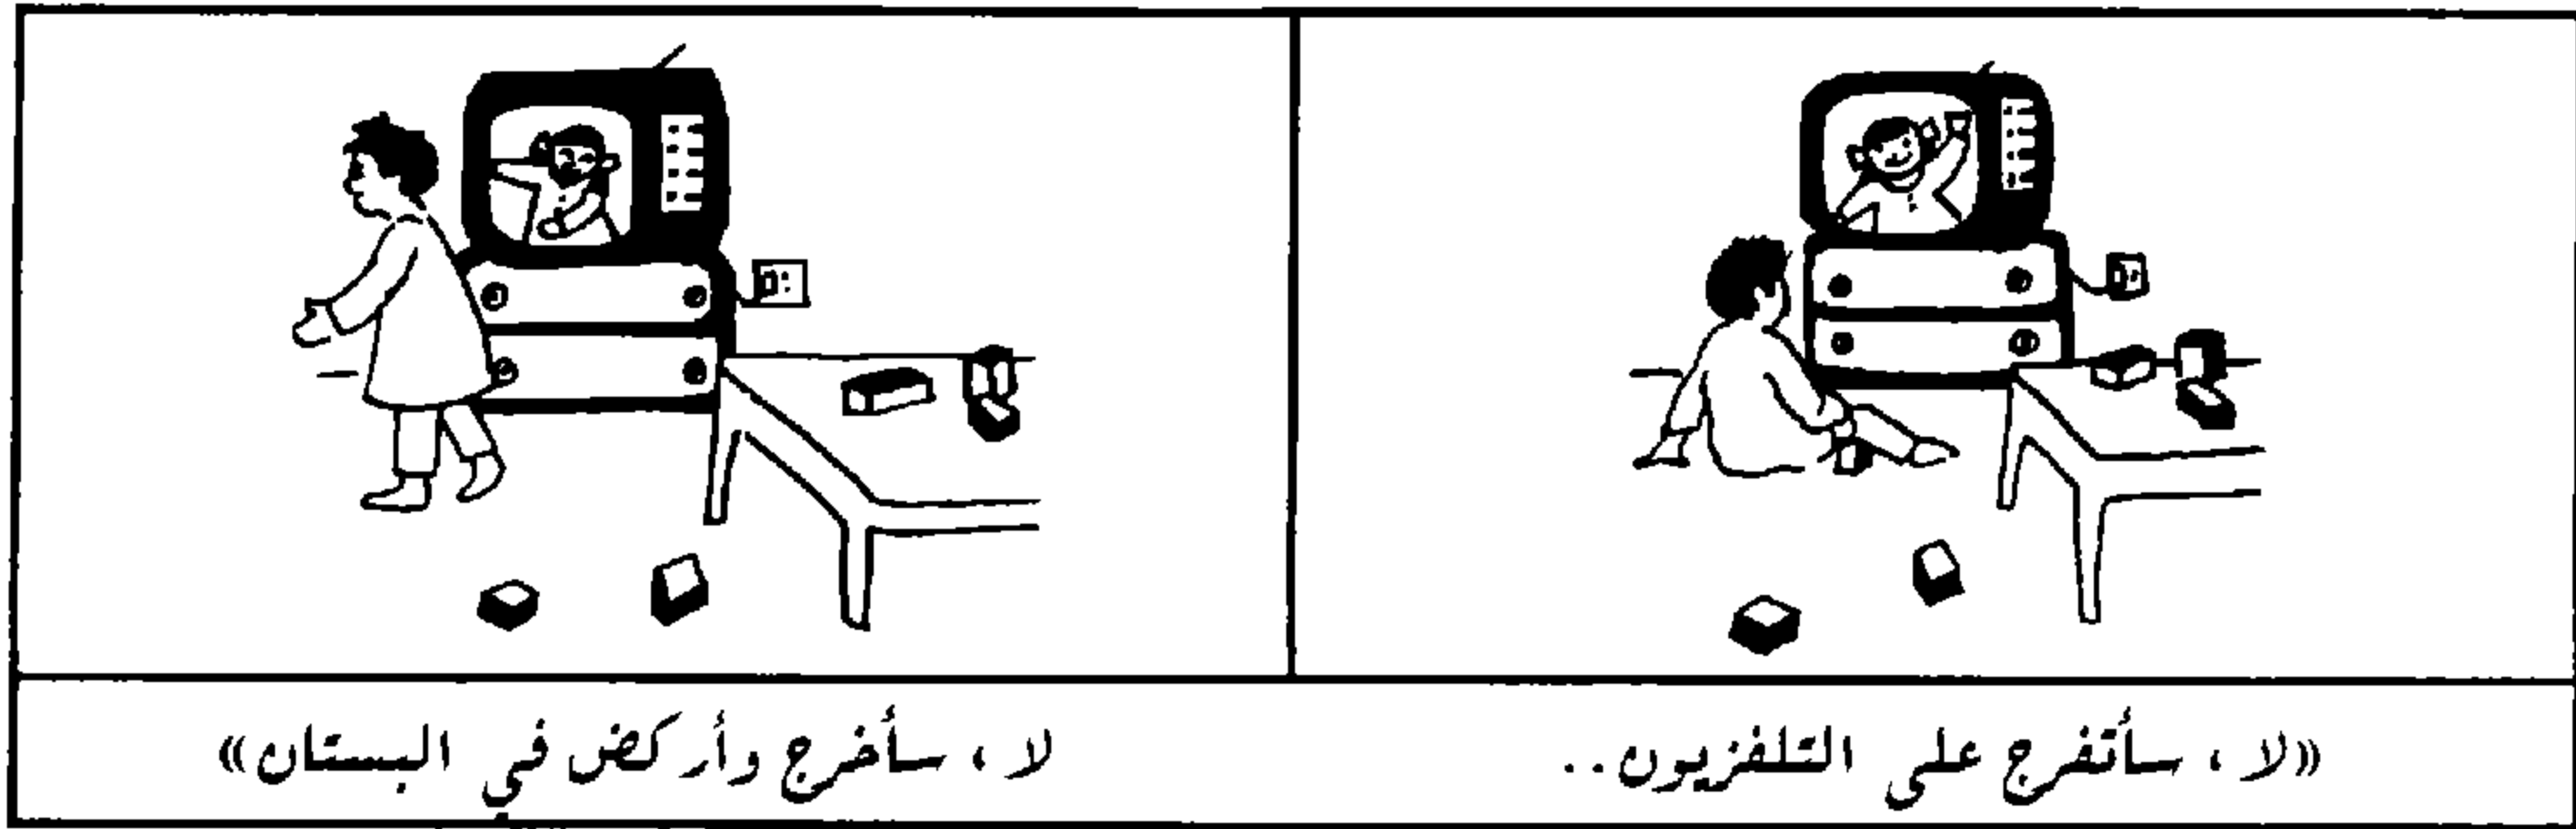 «لا ، سأتفرج على التلفزيون ..
لا ، سأخرج وأركض في البستان»